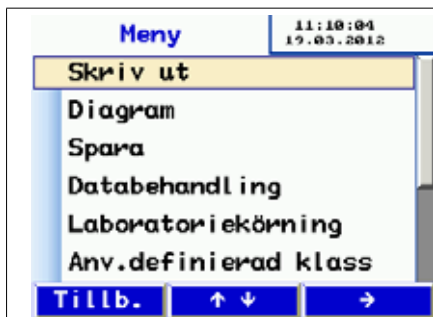 Meny
11:10:04
19.03.2012
Skriv ut
Diagram
Spara
Databehandling
Laboratoriekörning
Anv.definierad klass
Tillb. ↑ ↓ →